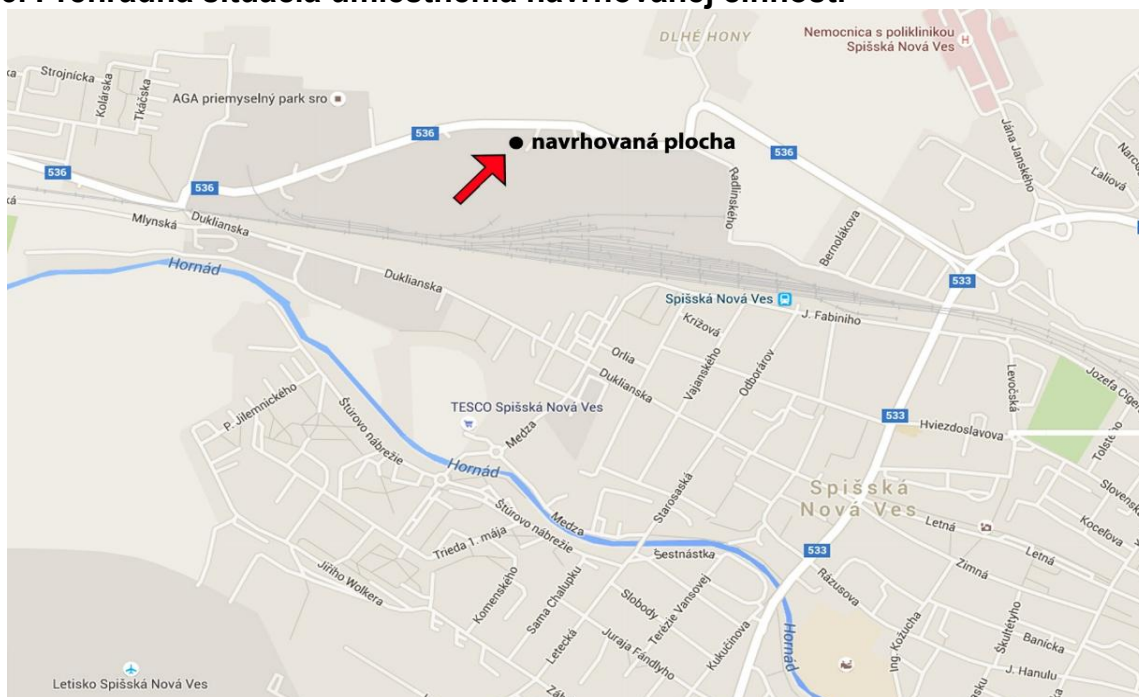 DLHÉ HONY
Nemocnica s poliklinikou
Spišská Nová Ves
H
Strojnícka
Kolárska
Tkáčska
AGA priemyselný park sro
536
navrhovaná plocha
536
Jána Janského
Ľaliová
536
536
Radlinského
Bernolákova
Mlynská
Duklianska
Hornád
Duklianska
533
Spišská Nová Ves
J. Fabiniho
Krížová
Orlia
Vajanského
Odborárov
Duklianska
Levočská
P. Jilemnického
Štúrovo nábrežie
TESCO Spišská Nová Ves
Medza
533
Hviezdoslavova
Tolstého
Hornád
Starosaská
Spišská
Nová Ves
Letná
Letná
Kocelova
Štúrovo nábrežie
Medza
Trieda 1. mája
Šestnástka
533
Zimná
Jiřího Wolkera
Komenského
Sama Chalupku
Slobody
Terézie Vansovej
Rázusova
Letecká
Juraja Fándlyho
Kukučínova
Hornád
Ing. Kožucha
Škultétyho
Banícka
J. Hanulu
Letisko Spišská Nová Ves